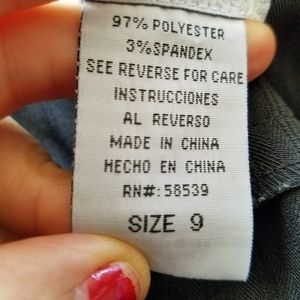 97% POLYESTER
3% SPANDEX
SEE REVERSE FOR CARE
INSTRUCCIONES
AL REVERSO
MADE IN CHINA
HECHO EN CHINA
RN#: 58539
SIZE 9